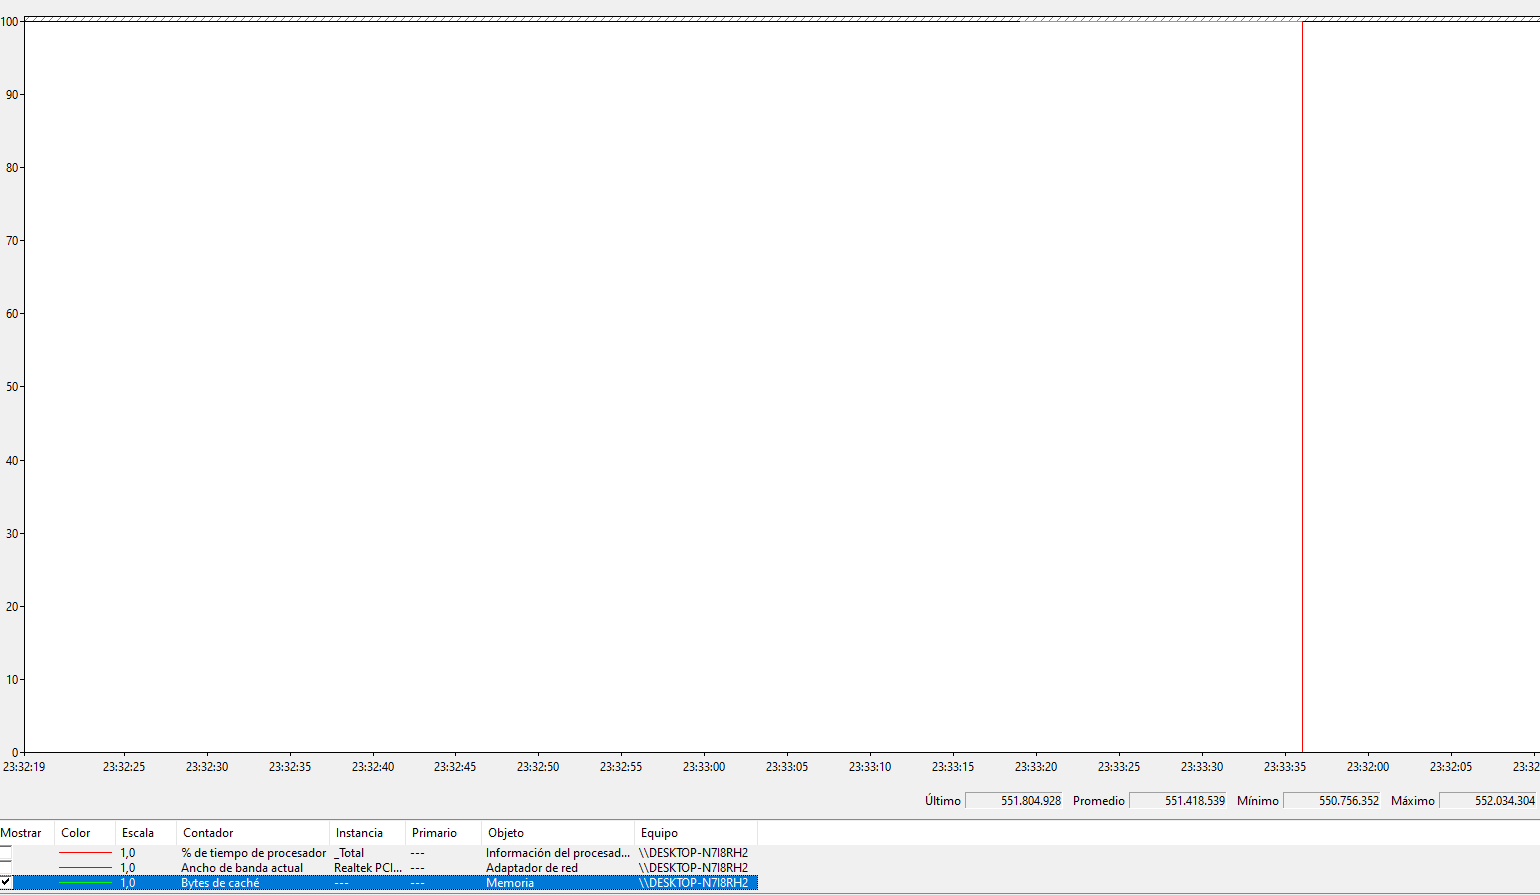 100
90
80
70
60
50
40
30
20
10
0
23:32:19 23:32:25 23:32:30 23:32:35 23:32:40 23:32:45 23:32:50 23:32:55 23:33:00 23:33:05 23:33:10 23:33:15 23:33:20 23:33:25 23:33:30 23:33:35 23:32:00 23:32:05 23:32
Último 551.804.928 Promedio 551.418.539 Mínimo 550.756.352 Máximo 552.034.304
Mostrar Color Escala Contador Instancia Primario Objeto Equipo
1,0 % de tiempo de procesador _Total --- Información del procesad... \\DESKTOP-N7I8RH2
1,0 Ancho de banda actual Realtek PCI... --- Adaptador de red \\DESKTOP-N7I8RH2
1,0 Bytes de caché --- --- Memoria \\DESKTOP-N7I8RH2